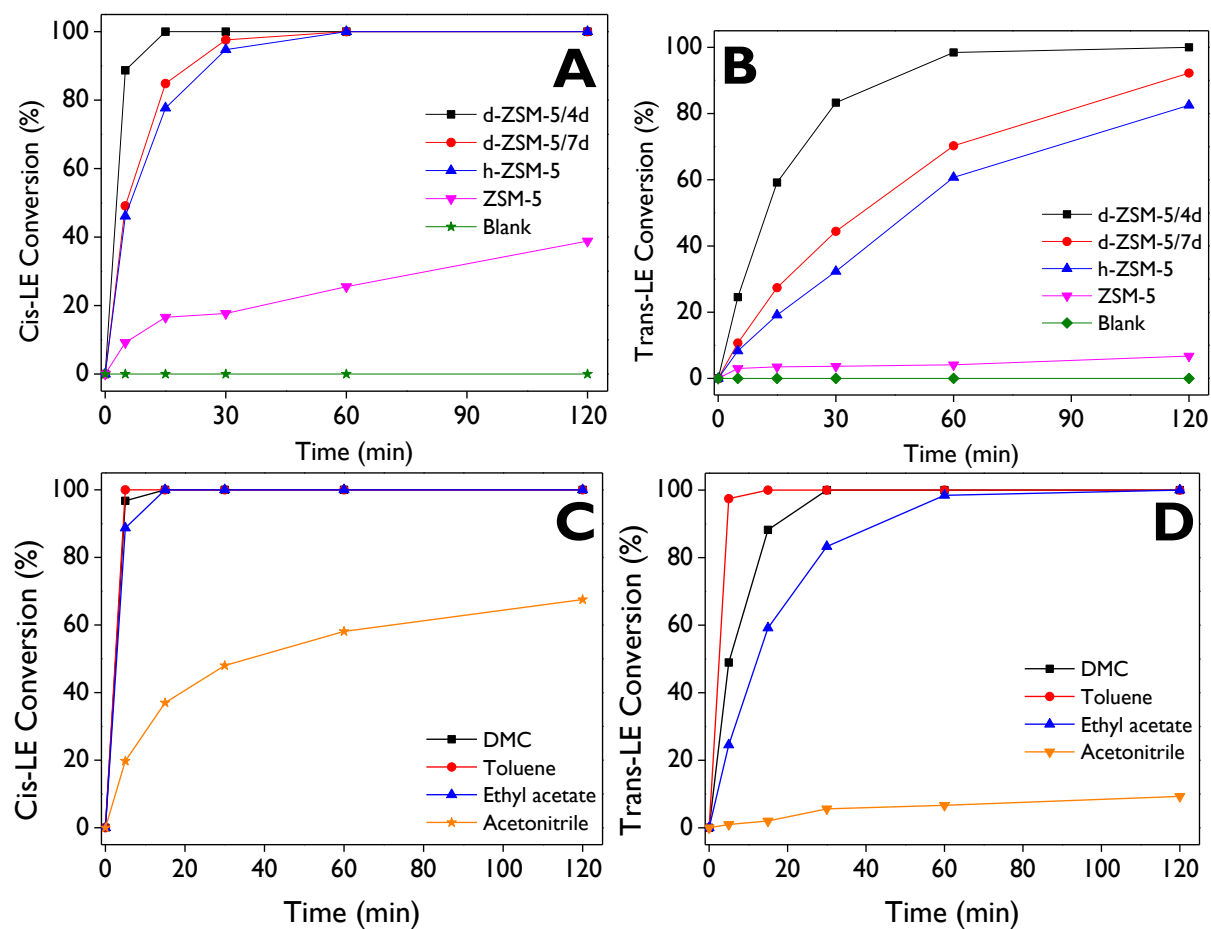 A
Cis-LE Conversion (%)
100
80
60
40
20
0
d-ZSM-5/4d
d-ZSM-5/7d
h-ZSM-5
ZSM-5
Blank
0 30 60 90 120
Time (min)
B
Trans-LE Conversion (%)
100
80
60
40
20
0
d-ZSM-5/4d
d-ZSM-5/7d
h-ZSM-5
ZSM-5
Blank
0 30 60 90 120
Time (min)
C
Cis-LE Conversion (%)
100
80
60
40
20
0
DMC
Toluene
Ethyl acetate
Acetonitrile
0 20 40 60 80 100 120
Time (min)
D
Trans-LE Conversion (%)
100
80
60
40
20
0
DMC
Toluene
Ethyl acetate
Acetonitrile
0 20 40 60 80 100 120
Time (min)